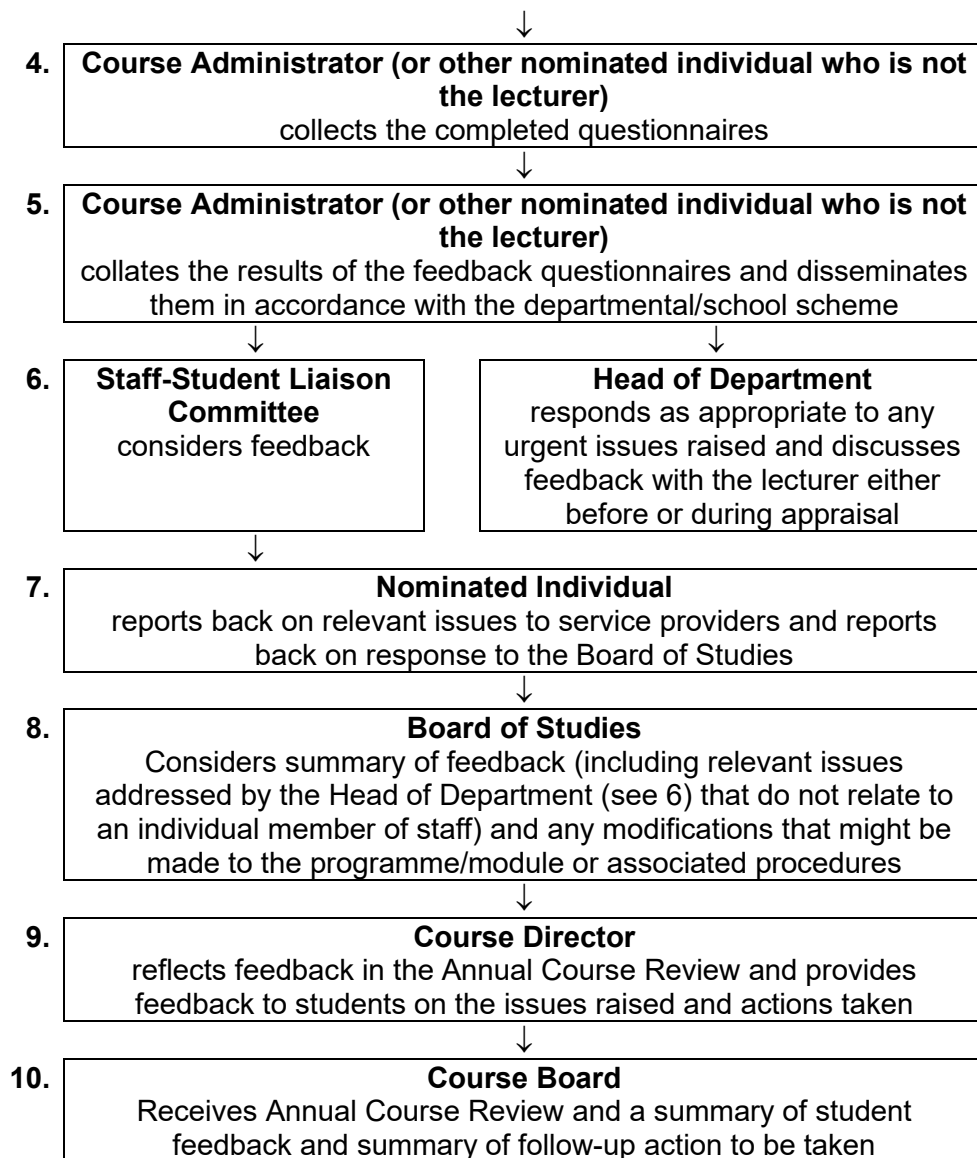 ↓
4. Course Administrator (or other nominated individual who is not
the lecturer)
collects the completed questionnaires
↓
5. Course Administrator (or other nominated individual who is not
the lecturer)
collates the results of the feedback questionnaires and disseminates
them in accordance with the departmental/school scheme
↓ ↓
6. Staff-Student Liaison
Committee
considers feedback
Head of Department
responds as appropriate to any
urgent issues raised and discusses
feedback with the lecturer either
before or during appraisal
↓
7. Nominated Individual
reports back on relevant issues to service providers and reports
back on response to the Board of Studies
↓
8. Board of Studies
Considers summary of feedback (including relevant issues
addressed by the Head of Department (see 6) that do not relate to
an individual member of staff) and any modifications that might be
made to the programme/module or associated procedures
↓
9. Course Director
reflects feedback in the Annual Course Review and provides
feedback to students on the issues raised and actions taken
↓
10. Course Board
Receives Annual Course Review and a summary of student
feedback and summary of follow-up action to be taken